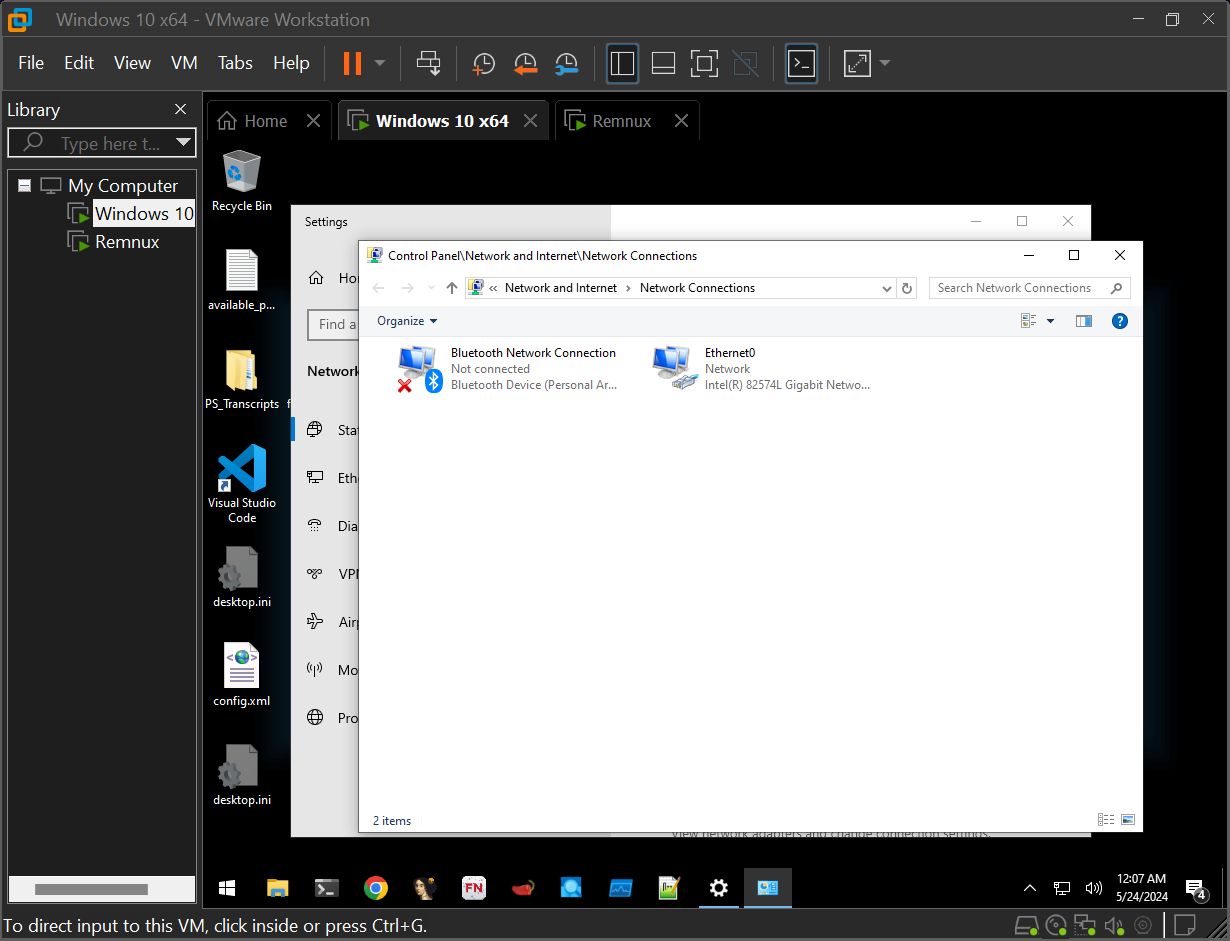 Windows 10 x64 - VMware Workstation
File Edit View VM Tabs Help
Library
Type here t...
My Computer
Windows 10
Remnux
Home
Windows 10 x64
Remnux
Recycle Bin
available_p...
PS_Transcripts
f
Visual Studio
Code
desktop.ini
config.xml
desktop.ini
Settings
Ho
Find a
Network
Stat
Eth
Dia
VPN
Airp
Mo
Pro
View network adapters and change connection settings.
Control Panel\Network and Internet\Network Connections
« Network and Internet › Network Connections
Search Network Connections
Organize
?
Bluetooth Network Connection
Not connected
Bluetooth Device (Personal Ar...
Ethernet0
Network
Intel(R) 82574L Gigabit Netwo...
2 items
FN
12:07 AM
5/24/2024
4
To direct input to this VM, click inside or press Ctrl+G.